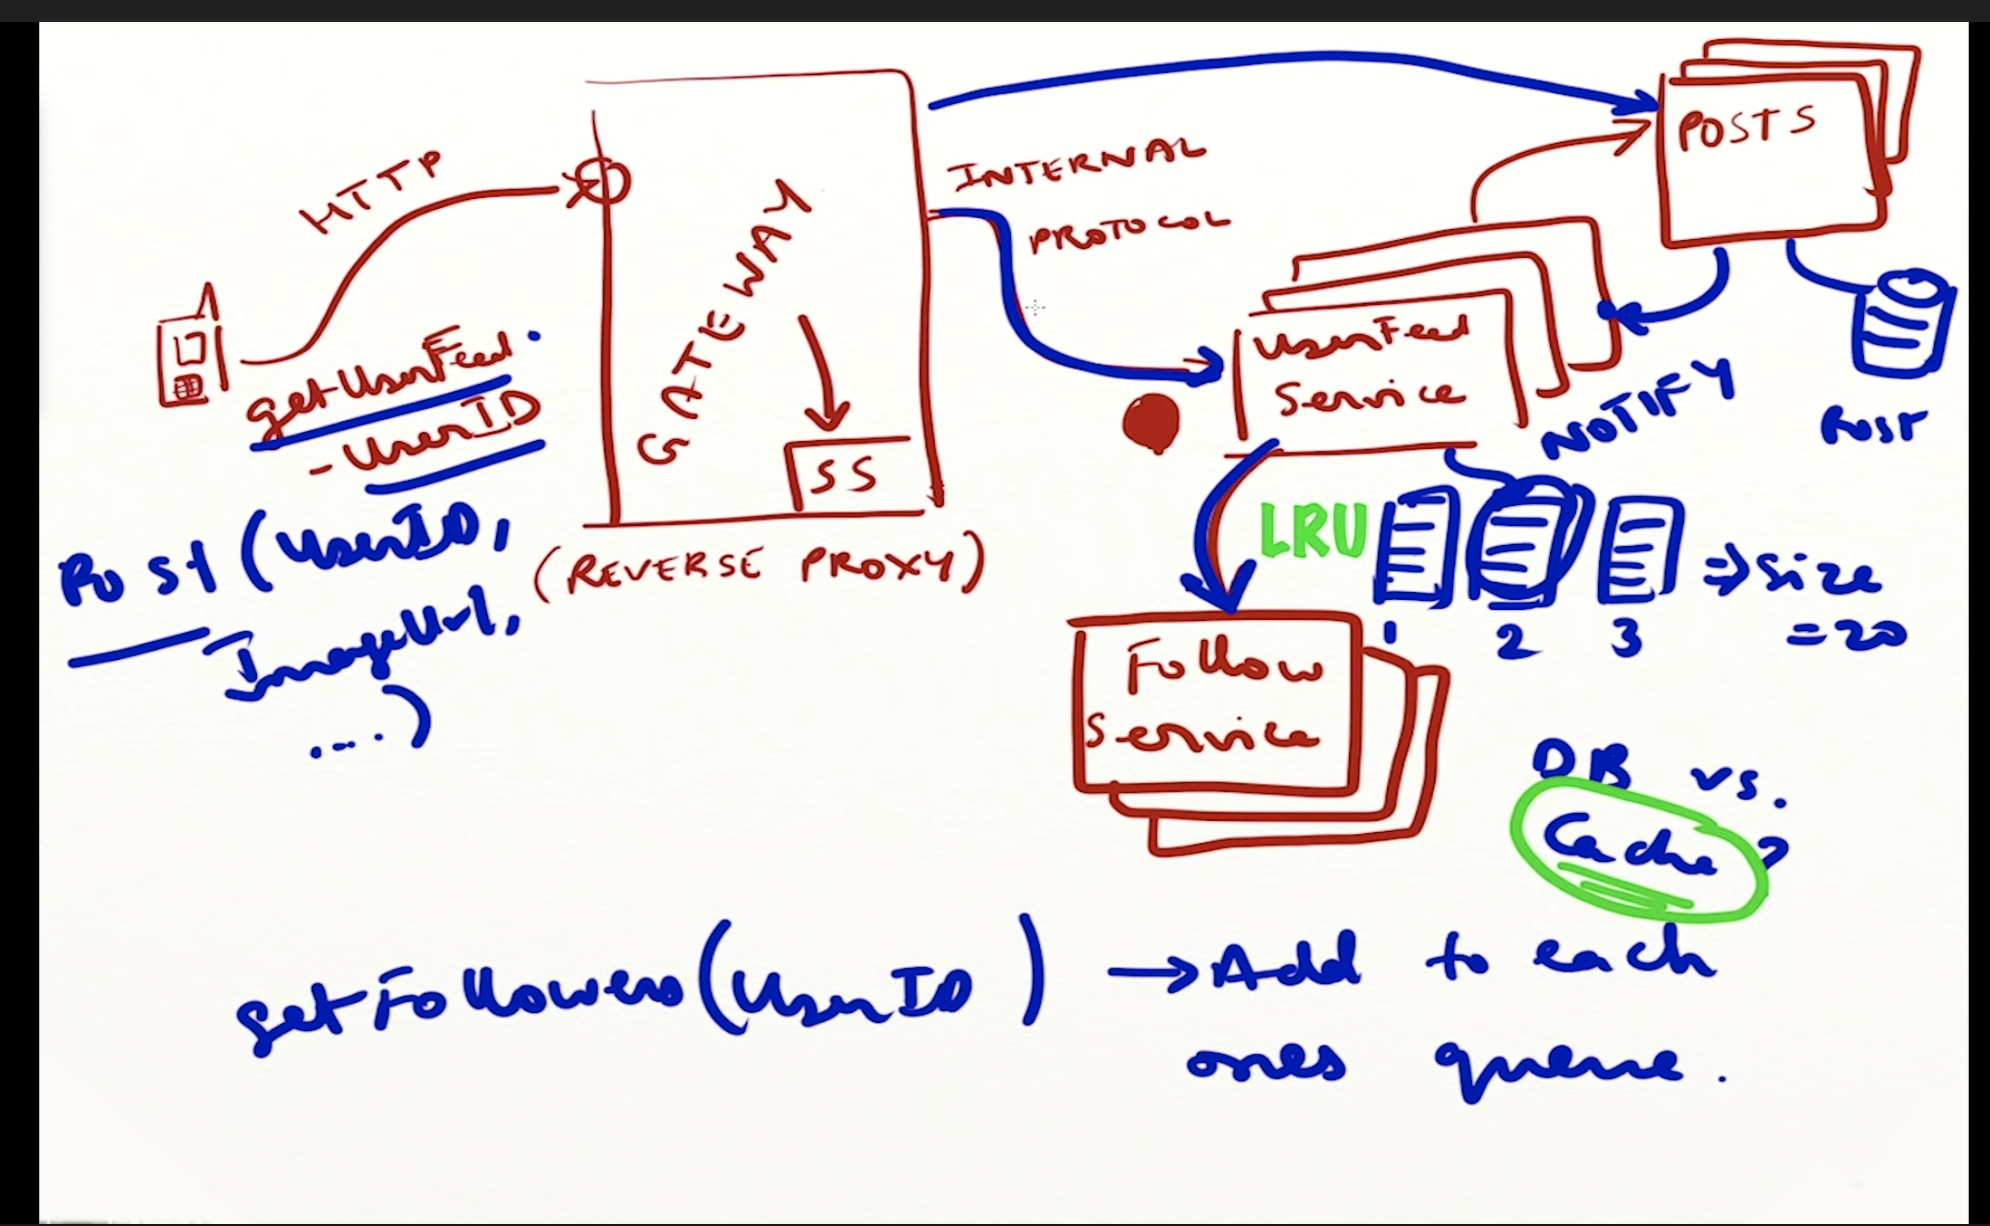 HTTP
getUserFeed.
- UserID
Post (UserID,
ImageUrl,
....)
GATEWAY
SS
(REVERSE PROXY)
INTERNAL
PROTOCOL
POSTS
UserFeed
Service
NOTIFY
Post
LRU
1 2 3
⇒ size
= 20
Follow
Service
DB vs.
Cache ?
getFollowers(UserID) → Add to each
ones queue.